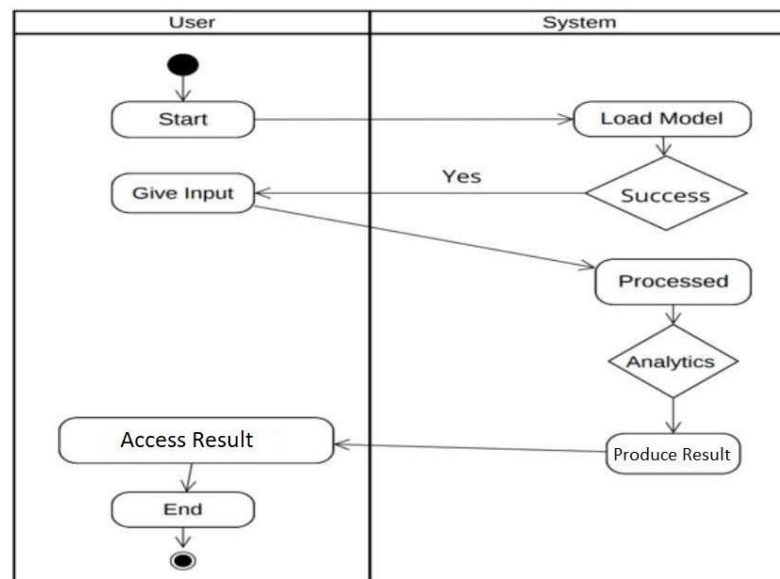 User
System
Start
Load Model
Yes
Give Input
Success
Processed
Analytics
Access Result
Produce Result
End